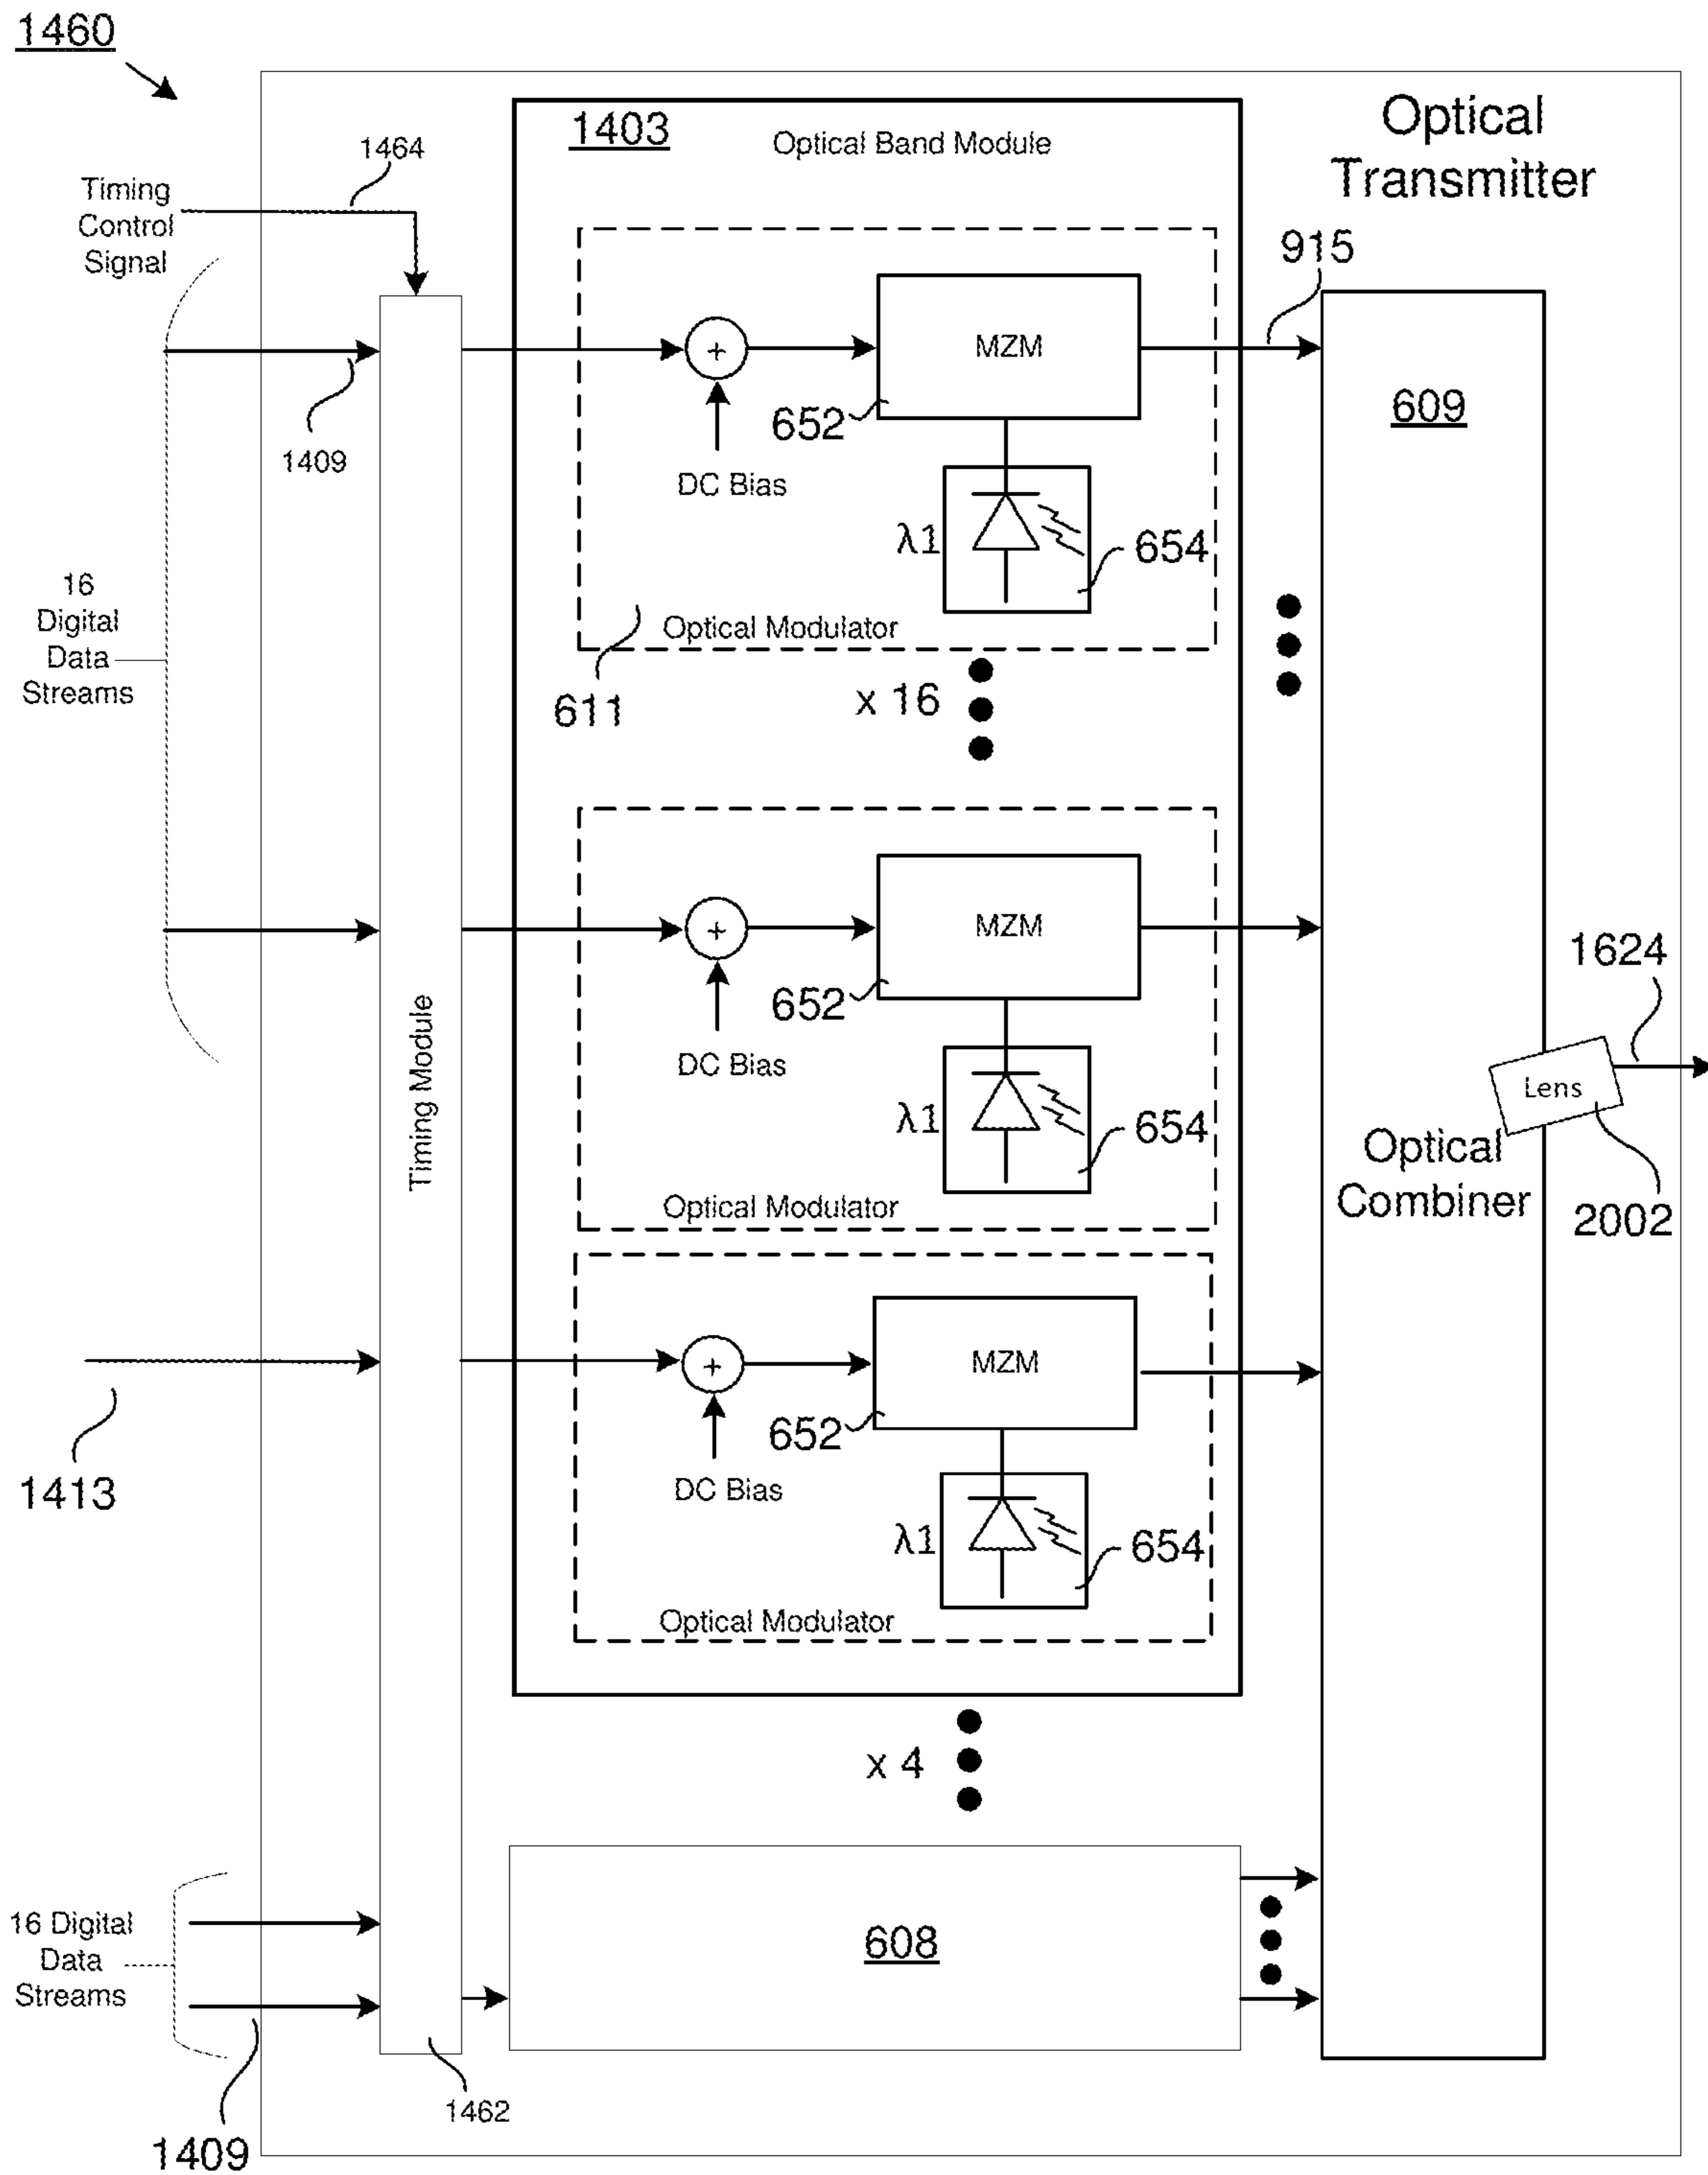 1460
1403
Optical Band Module
Optical
Transmitter
1464
Timing
Control
Signal
915
+
MZM
652
609
1409
DC Bias
λ1
654
16
Digital
Data
Streams
Optical Modulator
611
x 16
+
MZM
652
1624
Timing Module
DC Bias
Lens
λ1
654
Optical
Combiner
2002
Optical Modulator
+
MZM
652
1413
DC Bias
λ1
654
Optical Modulator
x 4
16 Digital
Data
Streams
608
1462
1409